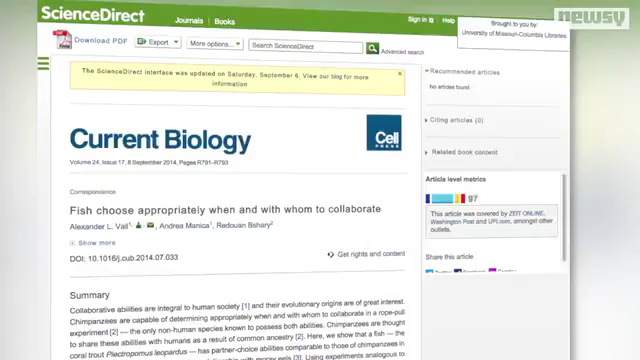 ScienceDirect
Journals
Books
Sign in
Help
Brought to you by:
University of Missouri-Columbia Libraries
newsy
Download PDF
Export
More options...
Search ScienceDirect
Advanced search
The ScienceDirect interface was updated on Saturday, September 6. View our blog for more
information
x
Current Biology
Cell
PRESS
Volume 24, Issue 17, 8 September 2014, Pages R791–R793
Correspondence
Fish choose appropriately when and with whom to collaborate
Alexander L. Vail1, Andrea Manica1, Redouan Bshary2
Show more
DOI: 10.1016/j.cub.2014.07.033
Get rights and content
Summary
Collaborative abilities are integral to human society [1] and their evolutionary origins are of great interest.
Chimpanzees are capable of determining appropriately when and with whom to collaborate in a rope-pull
experiment [2] — the only non-human species known to possess both abilities. Chimpanzees are thought
to share these abilities with humans as a result of common ancestry [2]. Here, we show that a fish — the
coral trout Plectropomus leopardus — has partner-choice abilities comparable to those of chimpanzees in
Using experiments analogous to
Recommended articles
No articles found.
Citing articles (0)
Related book content
Article level metrics
97
This article was covered by ZEIT ONLINE,
Washington Post and UPI.com, amongst other
outlets.
Share this article